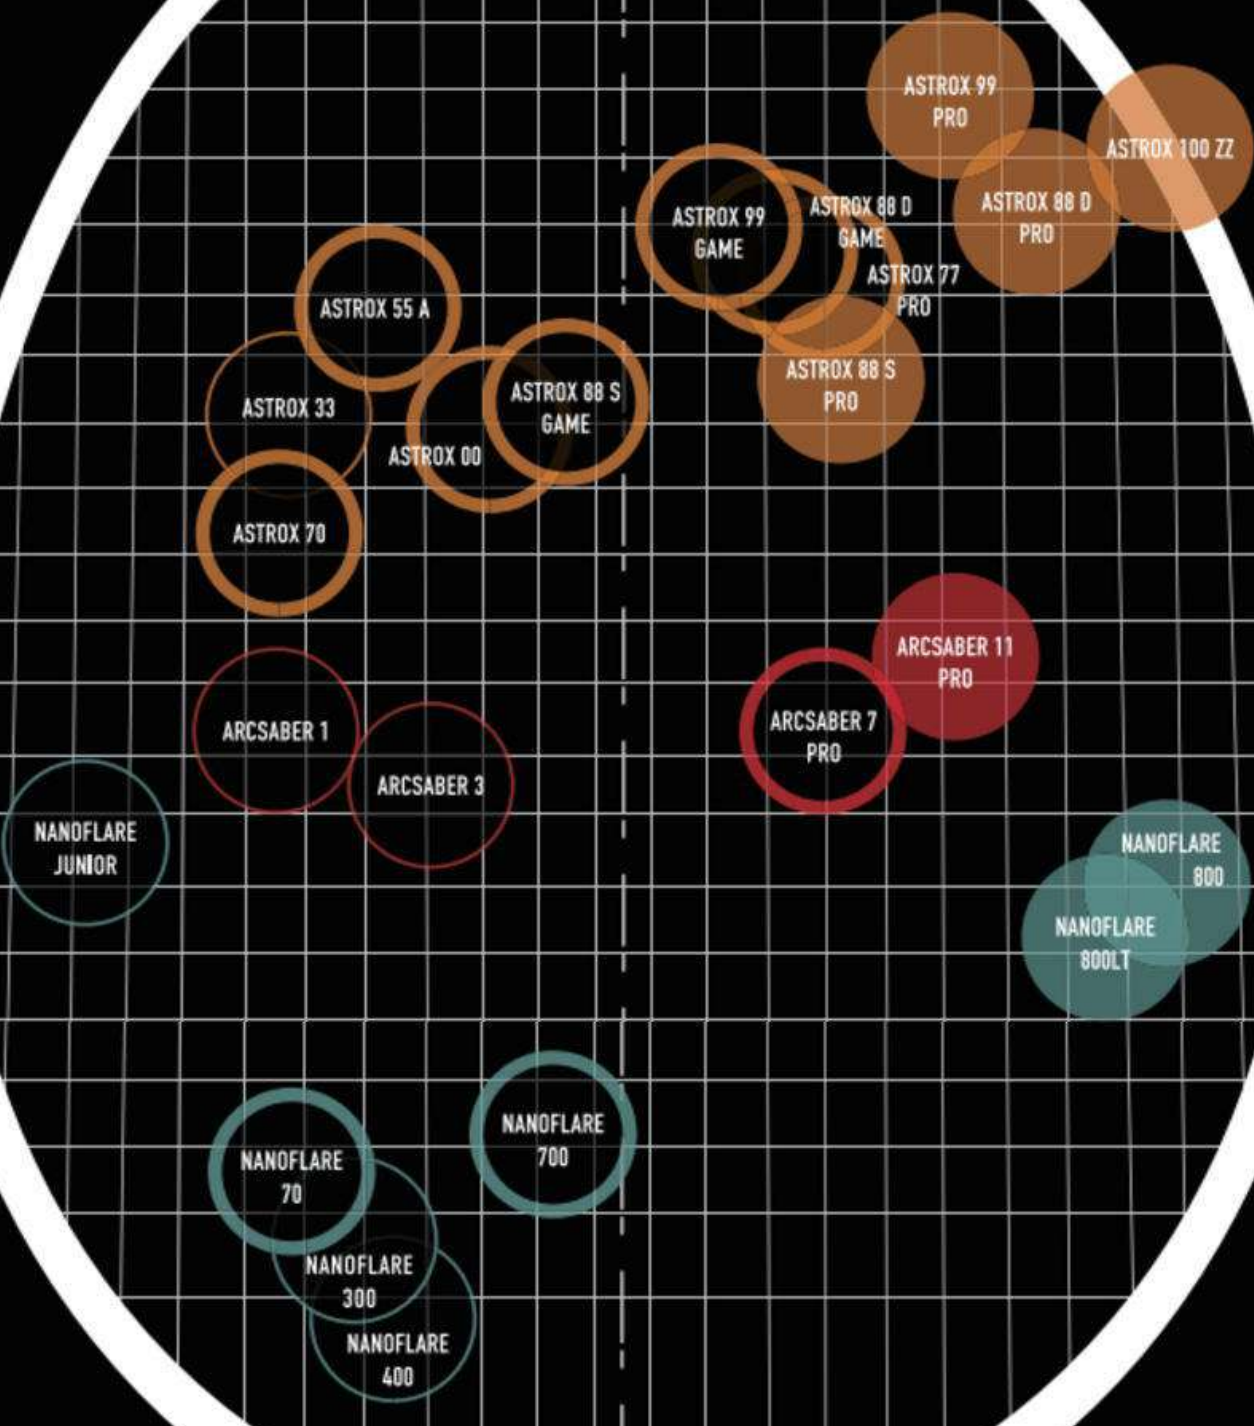 ASTROX 99
PRO
ASTROX 100 ZZ
ASTROX 88 D
PRO
ASTROX 99
GAME
ASTROX 88 D
GAME
ASTROX 77
PRO
ASTROX 55 A
ASTROX 88 S
PRO
ASTROX 88 S
GAME
ASTROX 33
ASTROX 00
ASTROX 70
ARCSABER 11
PRO
ARCSABER 7
PRO
ARCSABER 1
ARCSABER 3
NANOFLARE
JUNIOR
NANOFLARE
800
NANOFLARE
800LT
NANOFLARE
700
NANOFLARE
70
NANOFLARE
300
NANOFLARE
400